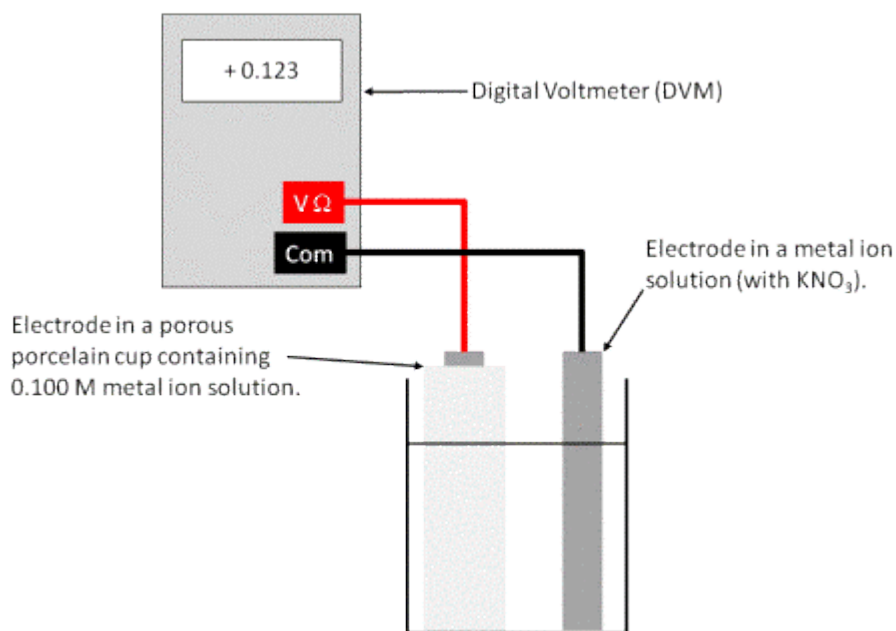 + 0.123
Digital Voltmeter (DVM)
V Ω
Com
Electrode in a metal ion
solution (with KNO₃).
Electrode in a porous
porcelain cup containing
0.100 M metal ion solution.